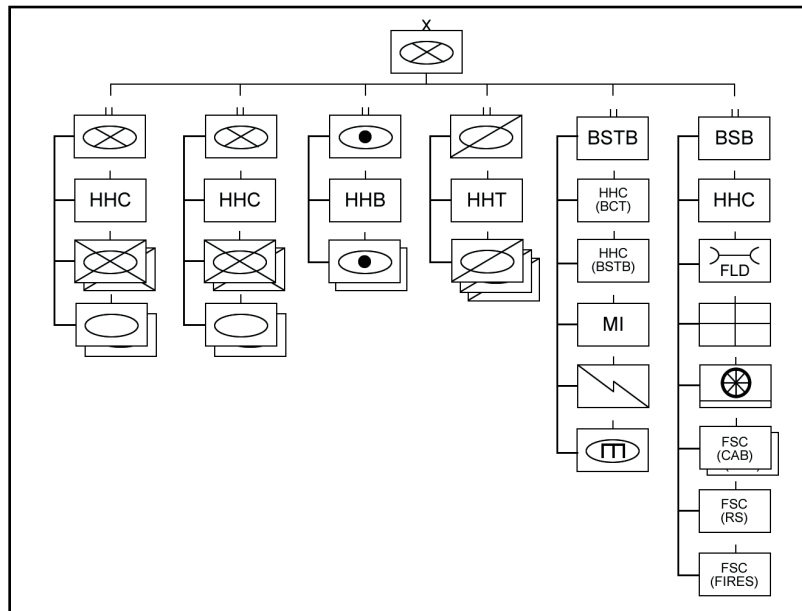 X
BSTB
BSB
HHC
HHC
HHB
HHT
HHC
(BCT)
HHC
HHC
(BSTB)
FLD
MI
FSC
(CAB)
FSC
(RS)
FSC
(FIRES)